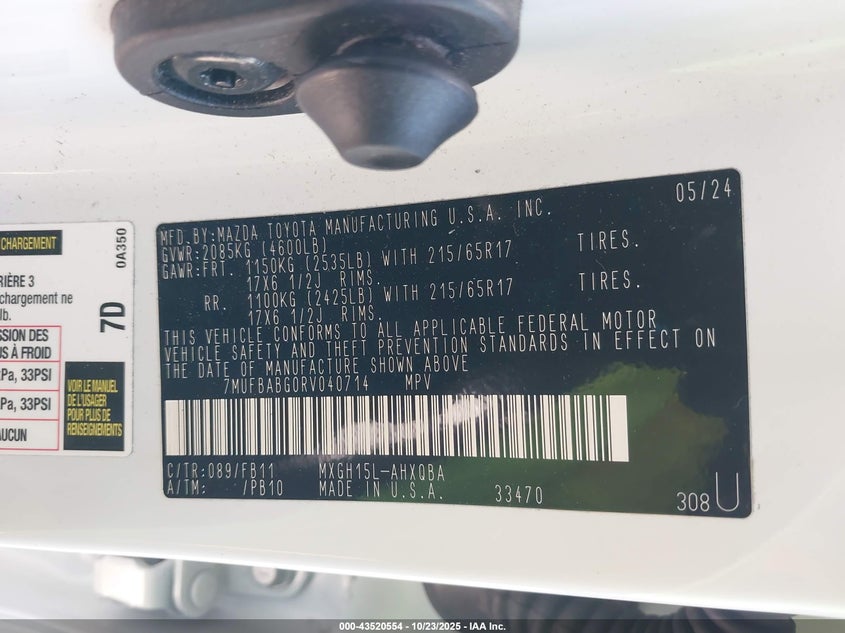 CHARGEMENT
0A350
RIÈRE 3
chargement ne
lb.
7D
SSION DES
US À FROID
Pa, 33PSI
Pa, 33PSI
AUCUN
VOIR LE MANUEL
DE L'USAGER
POUR PLUS DE
RENSEIGNEMENTS
05/24
MFD.BY:MAZDA TOYOTA MANUFACTURING U.S.A. INC.
GVWR:2085KG (4600LB)
GAWR:FRT. 1150KG (2535LB) WITH 215/65R17 TIRES.
17X6 1/2J RIMS.
RR. 1100KG (2425LB) WITH 215/65R17 TIRES.
17X6 1/2J RIMS.
THIS VEHICLE CONFORMS TO ALL APPLICABLE FEDERAL MOTOR
VEHICLE SAFETY AND THEFT PREVENTION STANDARDS IN EFFECT ON
THE DATE OF MANUFACTURE SHOWN ABOVE
7MUFBABG0RV040714 MPV
C/TR:089/FB11 MXGH15L-AHXQBA
A/TM: /PB10 MADE IN U.S.A. 33470
308 U
000-43520554 - 10/23/2025 - IAA Inc.